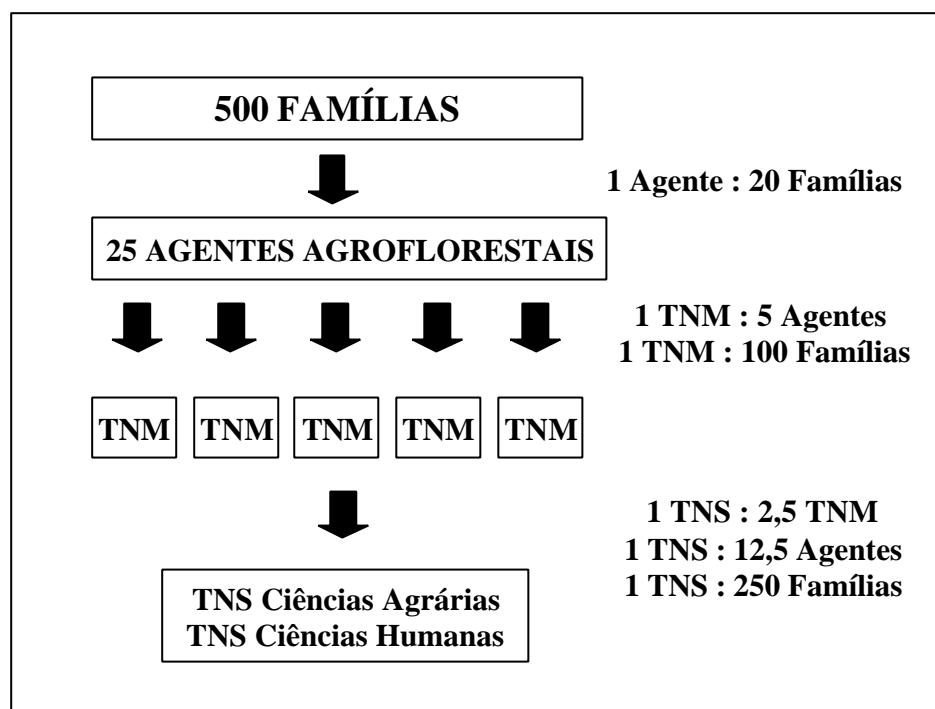 500 FAMÍLIAS
1 Agente : 20 Famílias
25 AGENTES AGROFLORESTAIS
1 TNM : 5 Agentes
1 TNM : 100 Famílias
TNM TNM TNM TNM TNM
1 TNS : 2,5 TNM
1 TNS : 12,5 Agentes
1 TNS : 250 Famílias
TNS Ciências Agrárias
TNS Ciências Humanas